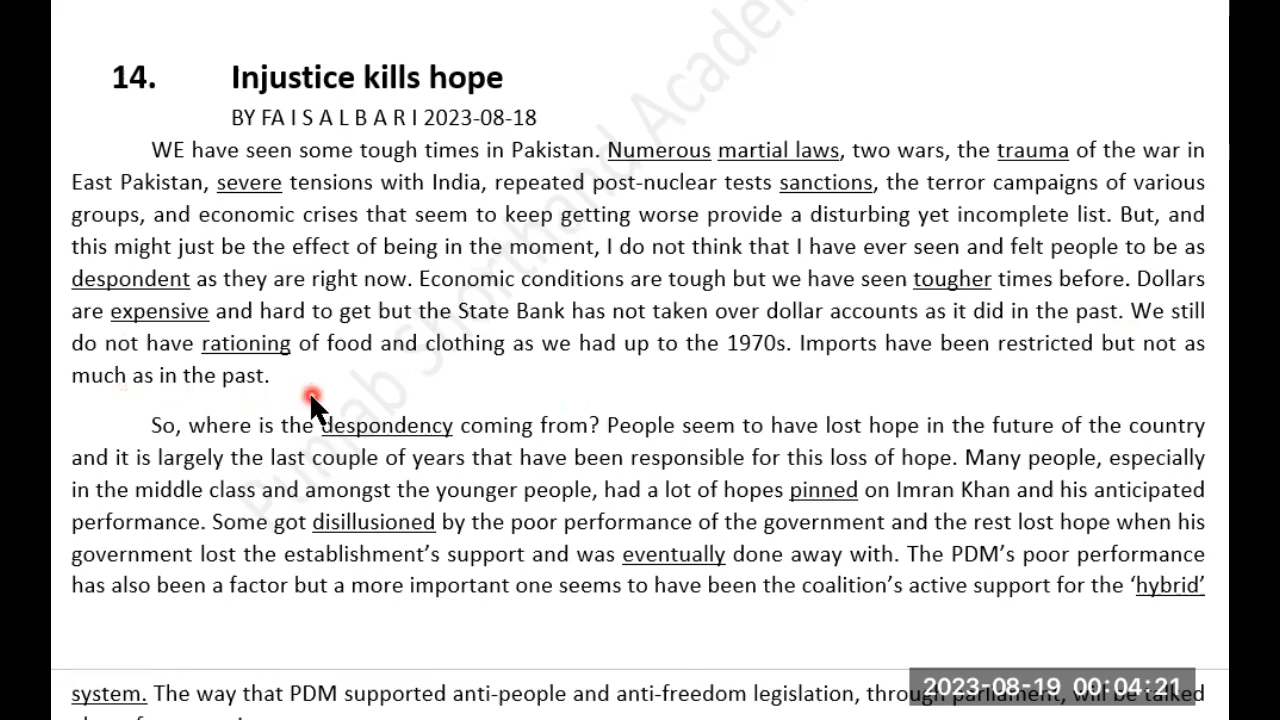 14. Injustice kills hope
BY FA I S A L B A R I 2023-08-18
WE have seen some tough times in Pakistan. Numerous martial laws, two wars, the trauma of the war in
East Pakistan, severe tensions with India, repeated post-nuclear tests sanctions, the terror campaigns of various
groups, and economic crises that seem to keep getting worse provide a disturbing yet incomplete list. But, and
this might just be the effect of being in the moment, I do not think that I have ever seen and felt people to be as
despondent as they are right now. Economic conditions are tough but we have seen tougher times before. Dollars
are expensive and hard to get but the State Bank has not taken over dollar accounts as it did in the past. We still
do not have rationing of food and clothing as we had up to the 1970s. Imports have been restricted but not as
much as in the past.
So, where is the despondency coming from? People seem to have lost hope in the future of the country
and it is largely the last couple of years that have been responsible for this loss of hope. Many people, especially
in the middle class and amongst the younger people, had a lot of hopes pinned on Imran Khan and his anticipated
performance. Some got disillusioned by the poor performance of the government and the rest lost hope when his
government lost the establishment’s support and was eventually done away with. The PDM’s poor performance
has also been a factor but a more important one seems to have been the coalition’s active support for the ‘hybrid’
system. The way that PDM supported anti-people and anti-freedom legislation, through parliament, will be talked
2023-08-19 00:04:21
Punjab Shorthand Academ